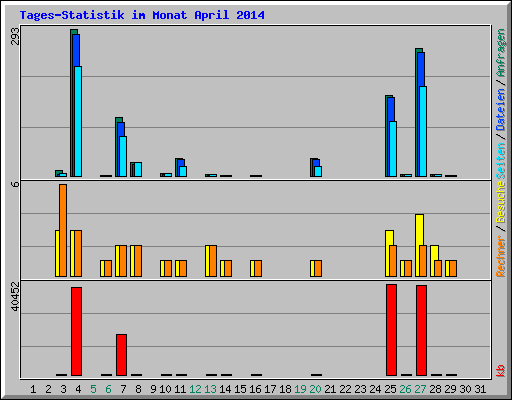 Tages-Statistik im Monat April 2014
293
6
40452
Rechner / Besuche Seiten / Dateien / Anfragen
kb
1 2 3 4 5 6 7 8 9 10 11 12 13 14 15 16 17 18 19 20 21 22 23 24 25 26 27 28 29 30 31